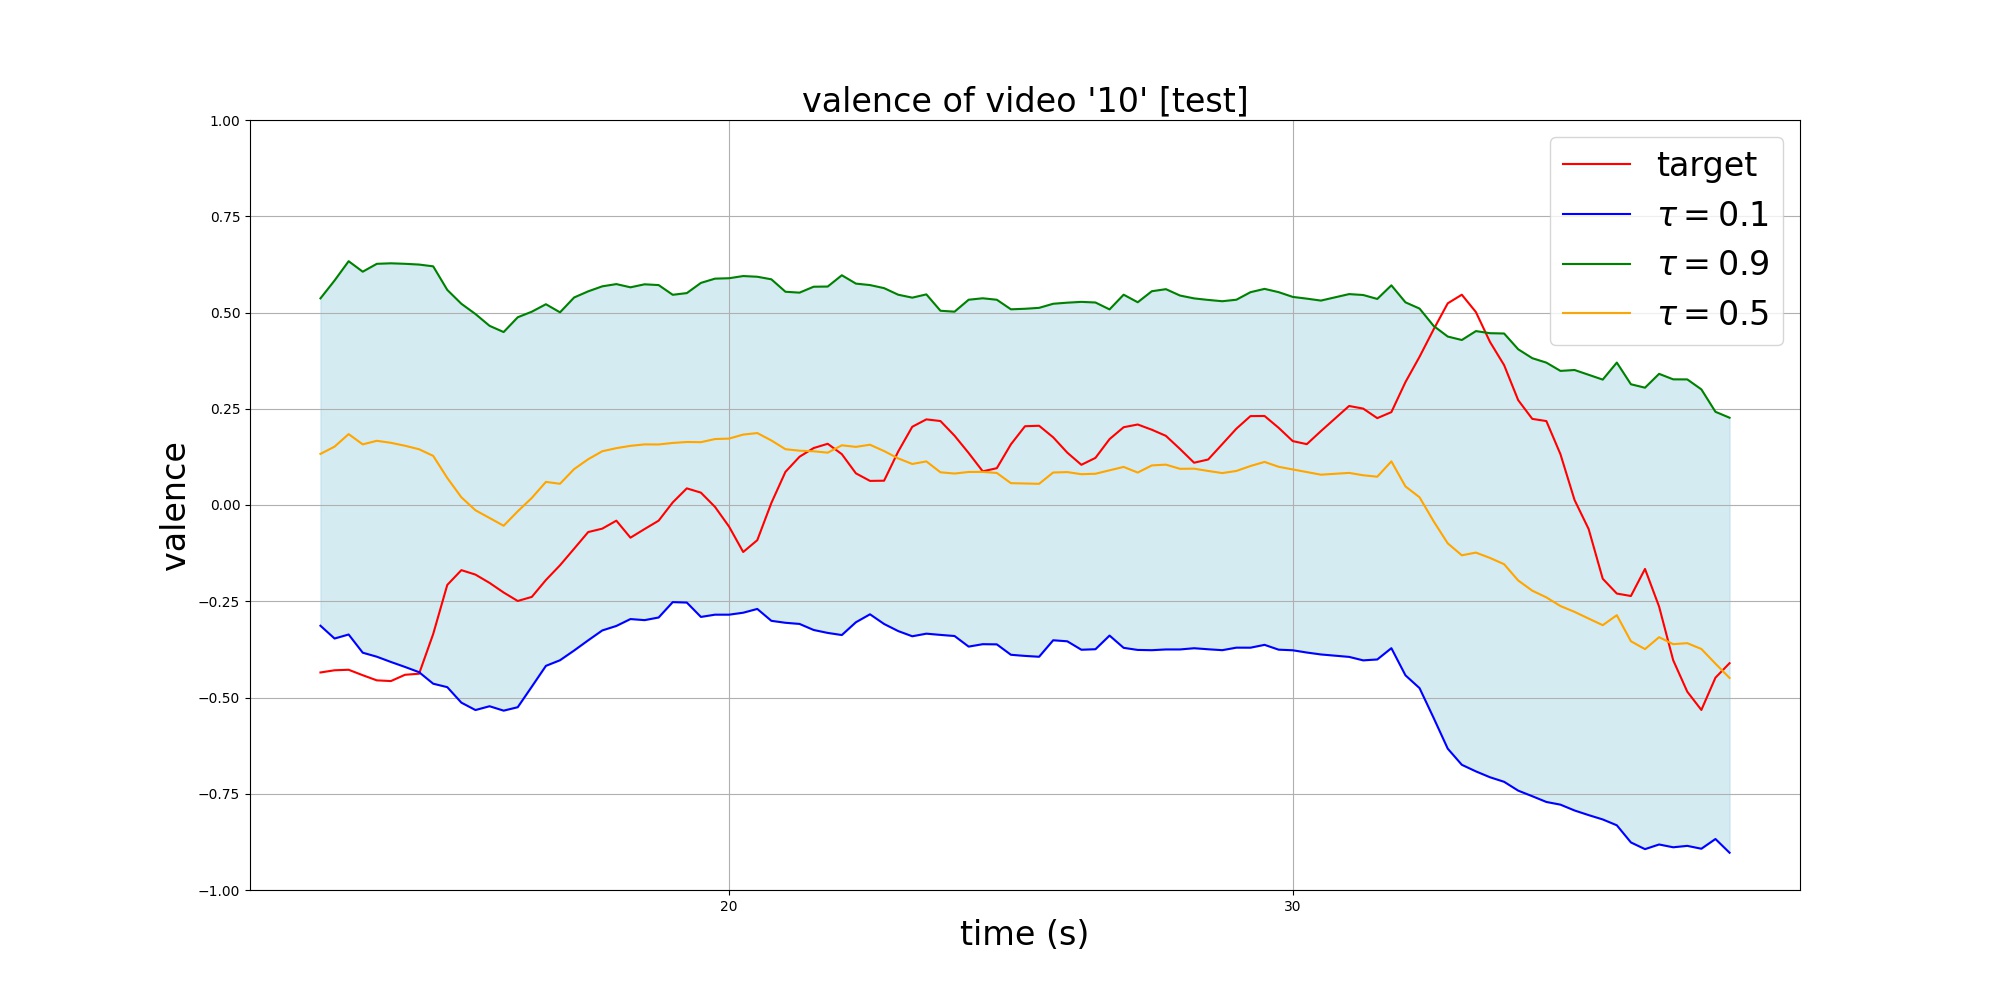 valence of video '10' [test]
1.00
0.75
0.50
0.25
0.00
−0.25
−0.50
−0.75
−1.00
valence
20
30
time (s)
target
τ = 0.1
τ = 0.9
τ = 0.5